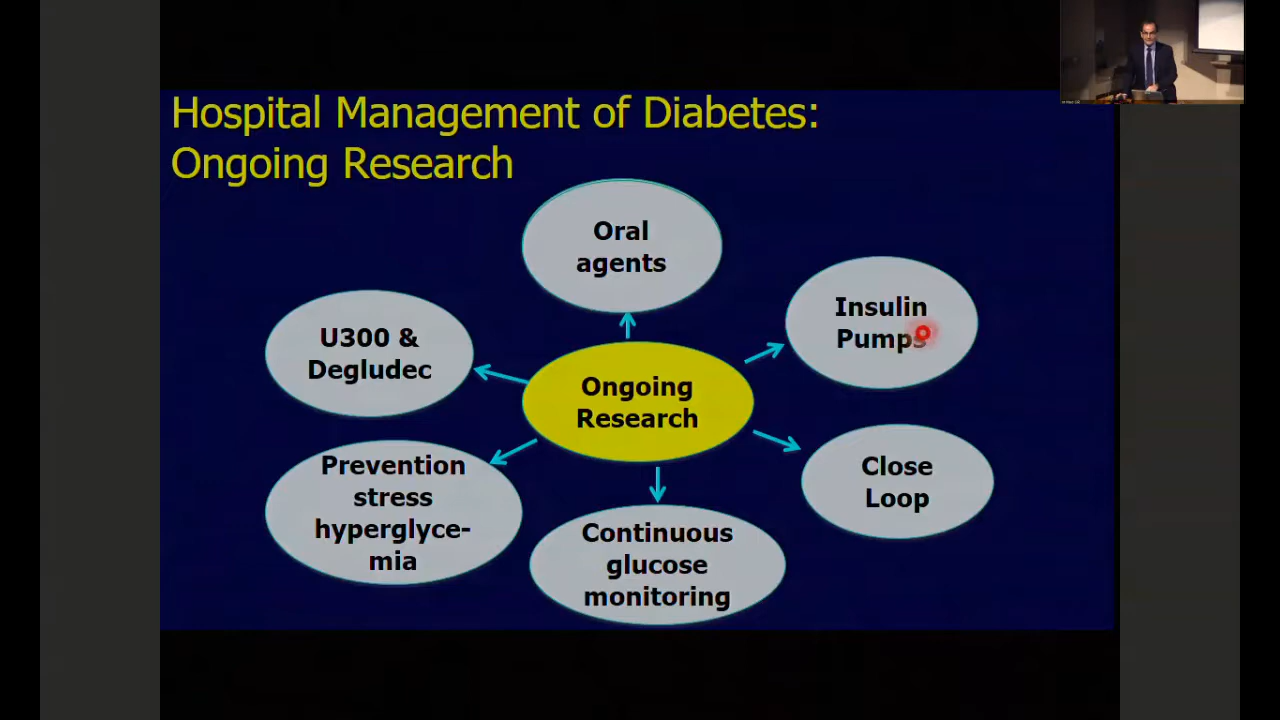 Hospital Management of Diabetes:
Ongoing Research
Oral
agents
Insulin
Pumps
U300 &
Degludec
Ongoing
Research
Close
Loop
Prevention
stress
hyperglyce-
mia
Continuous
glucose
monitoring